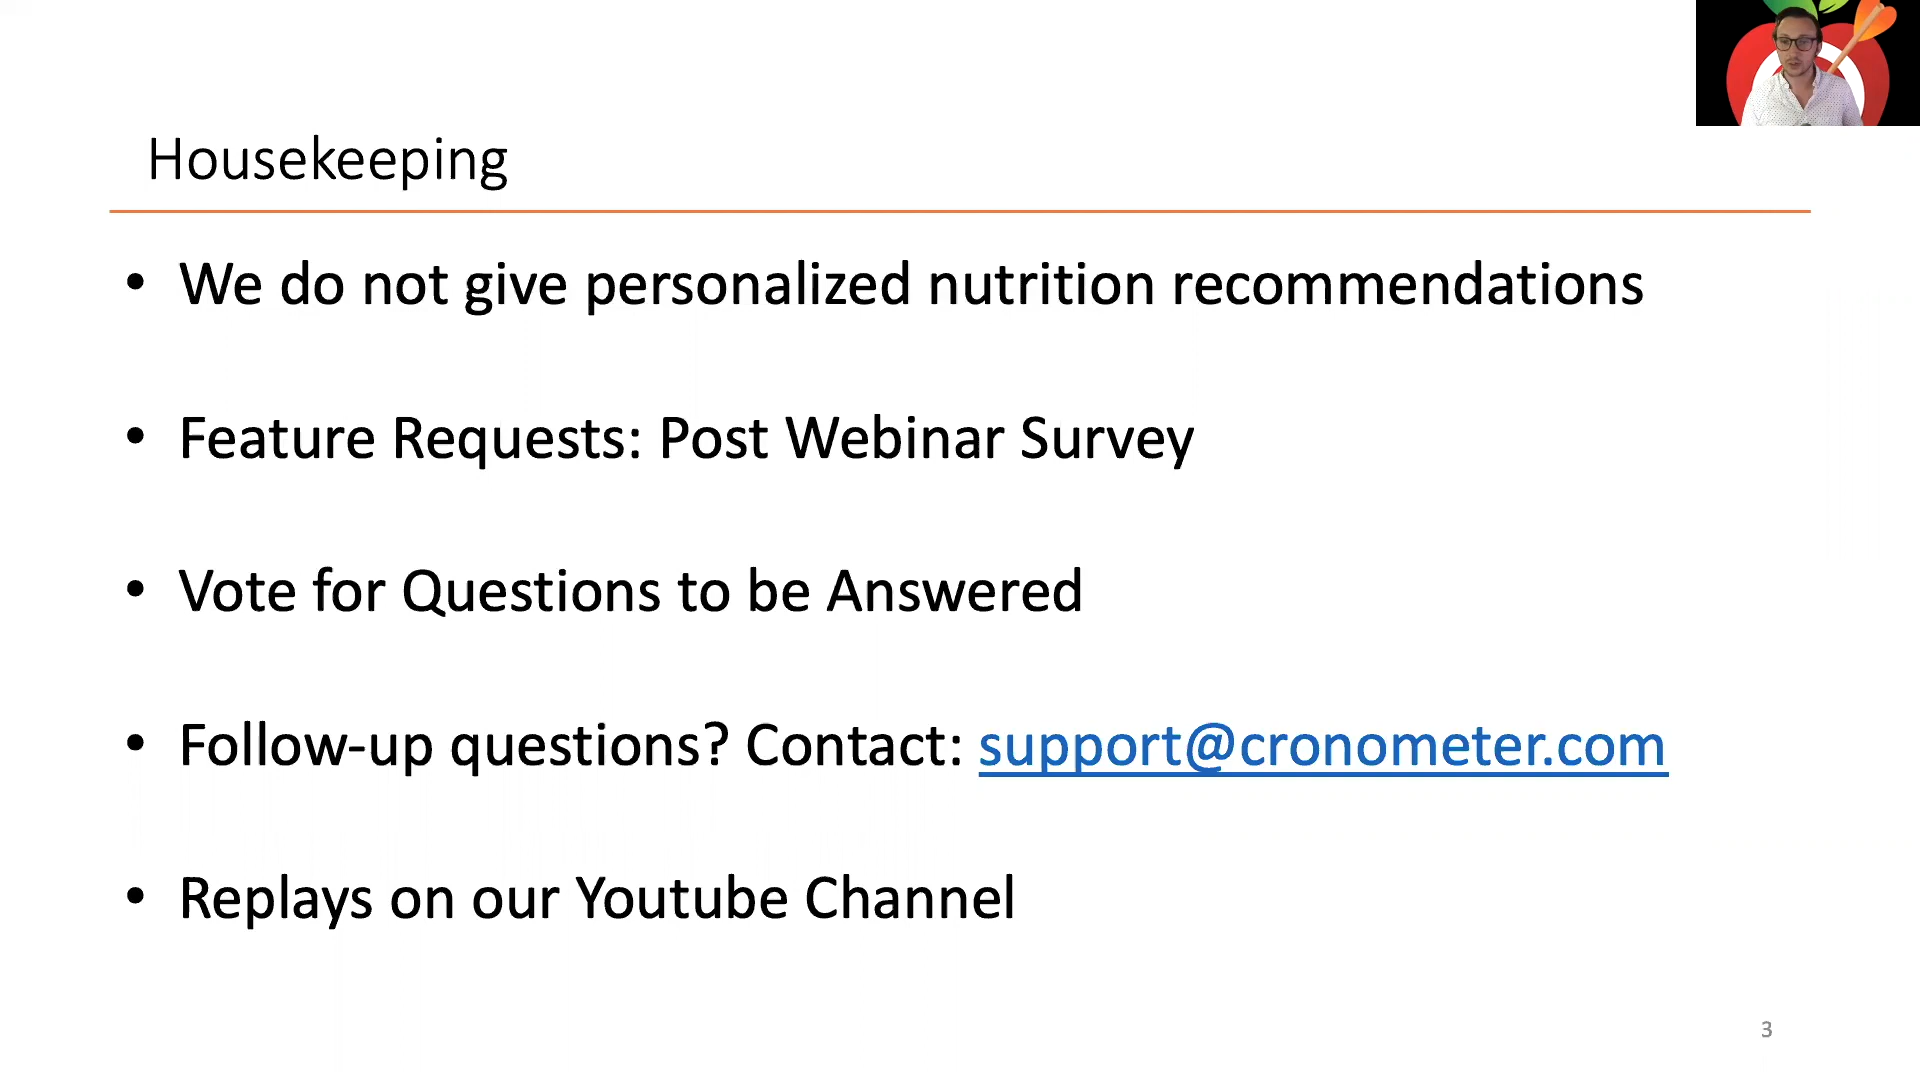 Housekeeping
• We do not give personalized nutrition recommendations
• Feature Requests: Post Webinar Survey
• Vote for Questions to be Answered
• Follow-up questions? Contact: support@cronometer.com
• Replays on our Youtube Channel
3